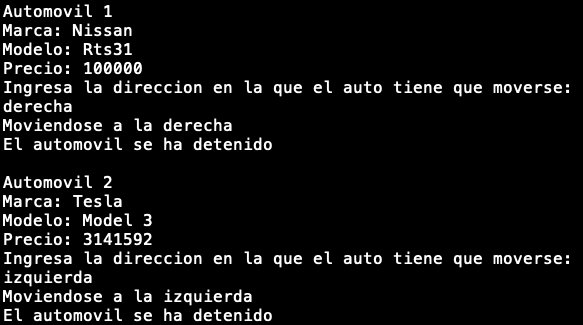 Automovil 1
Marca: Nissan
Modelo: Rts31
Precio: 100000
Ingresa la direccion en la que el auto tiene que moverse:
derecha
Moviendose a la derecha
El automovil se ha detenido

Automovil 2
Marca: Tesla
Modelo: Model 3
Precio: 3141592
Ingresa la direccion en la que el auto tiene que moverse:
izquierda
Moviendose a la izquierda
El automovil se ha detenido